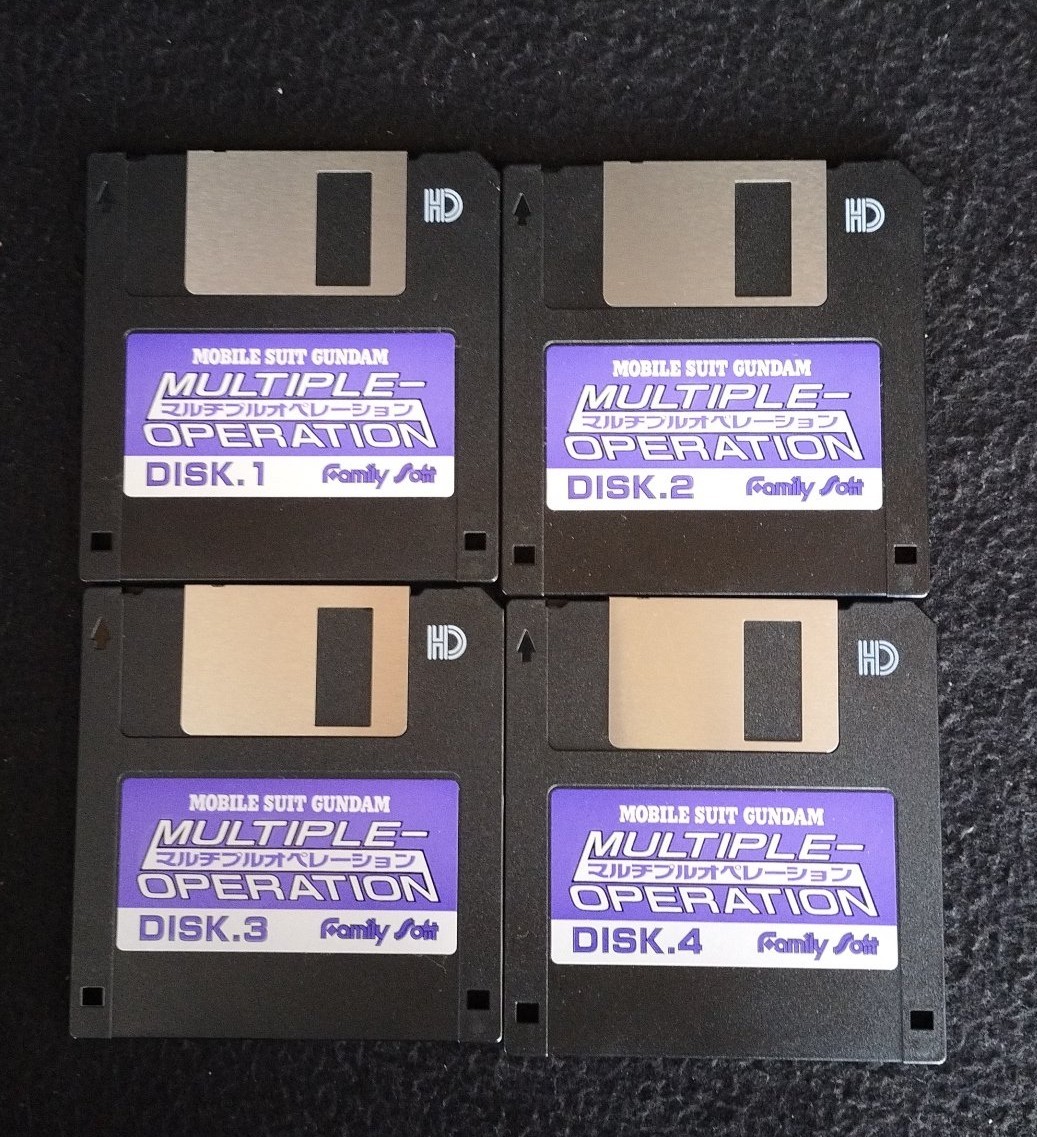 HD
MOBILE SUIT GUNDAM
MULTIPLE-
マルチプルオペレーション
OPERATION
DISK.1 Family Soft
HD
MOBILE SUIT GUNDAM
MULTIPLE-
マルチプルオペレーション
OPERATION
DISK.2 Family Soft
HD
MOBILE SUIT GUNDAM
MULTIPLE-
マルチプルオペレーション
OPERATION
DISK.3 Family Soft
HD
MOBILE SUIT GUNDAM
MULTIPLE-
マルチプルオペレーション
OPERATION
DISK.4 Family Soft